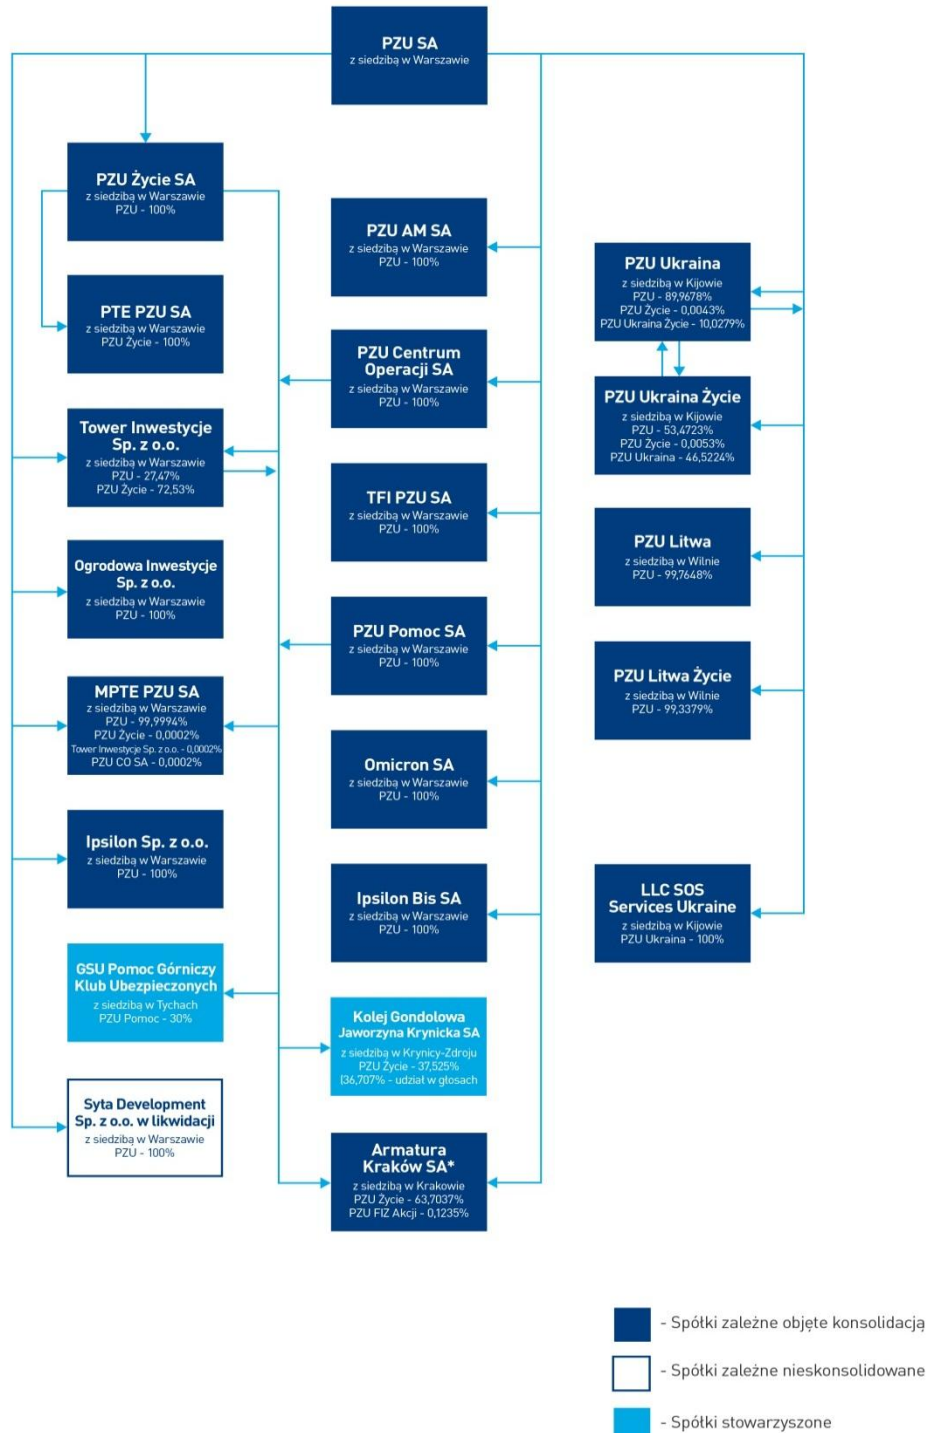 PZU SA
z siedzibą w Warszawie
PZU Życie SA
z siedzibą w Warszawie
PZU - 100%
PTE PZU SA
z siedzibą w Warszawie
PZU Życie - 100%
Tower Inwestycje
Sp. z o.o.
z siedzibą w Warszawie
PZU - 27,47%
PZU Życie - 72,53%
Ogrodowa Inwestycje
Sp. z o.o.
z siedzibą w Warszawie
PZU - 100%
MPTE PZU SA
z siedzibą w Warszawie
PZU - 99,9994%
PZU Życie - 0,0002%
Tower Inwestycje Sp. z o.o. - 0,0002%
PZU CO SA - 0,0002%
Ipsilon Sp. z o.o.
z siedzibą w Warszawie
PZU - 100%
GSU Pomoc Górniczy
Klub Ubezpieczonych
z siedzibą w Tychach
PZU Pomoc - 30%
Syta Development
Sp. z o.o. w likwidacji
z siedzibą w Warszawie
PZU - 100%
PZU AM SA
z siedzibą w Warszawie
PZU - 100%
PZU Centrum
Operacji SA
z siedzibą w Warszawie
PZU - 100%
TFI PZU SA
z siedzibą w Warszawie
PZU - 100%
PZU Pomoc SA
z siedzibą w Warszawie
PZU - 100%
Omicron SA
z siedzibą w Warszawie
PZU - 100%
Ipsilon Bis SA
z siedzibą w Warszawie
PZU - 100%
Kolej Gondolowa
Jaworzyna Krynicka SA
z siedzibą w Krynicy-Zdroju
PZU Życie - 37,525%
(36,707% - udział w głosach
Armatura
Kraków SA*
z siedzibą w Krakowie
PZU Życie - 63,7037%
PZU FIZ Akcji - 0,1235%
PZU Ukraina
z siedzibą w Kijowie
PZU - 89,9678%
PZU Życie - 0,0043%
PZU Ukraina Życie - 10,0279%
PZU Ukraina Życie
z siedzibą w Kijowie
PZU - 53,4723%
PZU Życie - 0,0053%
PZU Ukraina - 46,5224%
PZU Litwa
z siedzibą w Wilnie
PZU - 99,7648%
PZU Litwa Życie
z siedzibą w Wilnie
PZU - 99,3379%
LLC SOS
Services Ukraine
z siedzibą w Kijowie
PZU Ukraina - 100%
- Spółki zależne objęte konsolidacją
- Spółki zależne nieskonsolidowane
- Spółki stowarzyszone